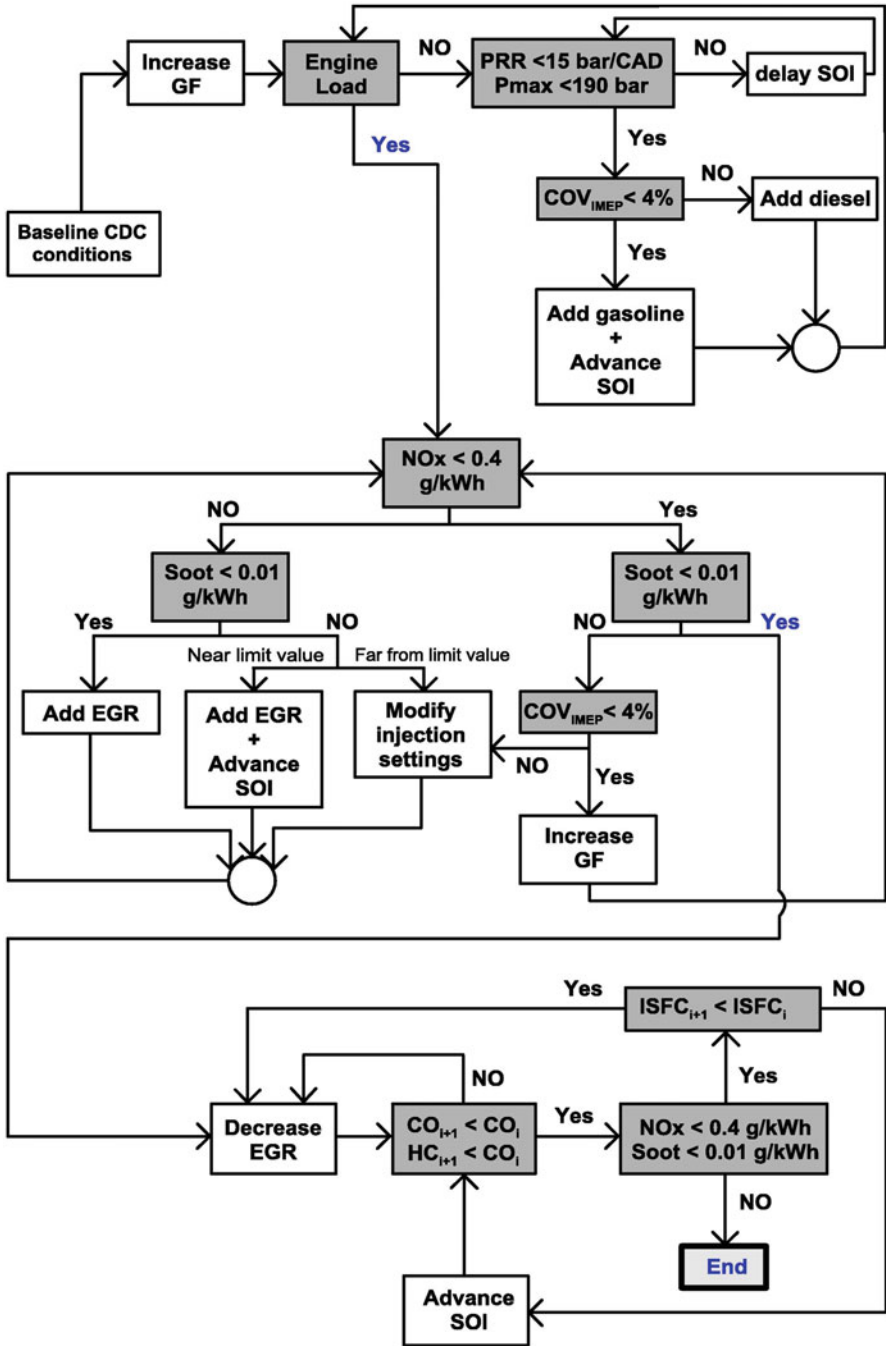 Increase
GF
Engine
Load
NO
PRR <15 bar/CAD
Pmax <190 bar
NO
delay SOI
Yes
Yes
COVIMEP< 4%
NO
Add diesel
Baseline CDC
conditions
Yes
Add gasoline
+
Advance
SOI
NOx < 0.4
g/kWh
NO
Yes
Soot < 0.01
g/kWh
Soot < 0.01
g/kWh
Yes
NO
NO
Yes
Near limit value
Far from limit value
Add EGR
Add EGR
+
Advance
SOI
Modify
injection
settings
COVIMEP< 4%
NO
Yes
Increase
GF
Yes
ISFCi+1 < ISFCi
NO
NO
Yes
Decrease
EGR
COi+1 < COi
HCi+1 < COi
Yes
NOx < 0.4 g/kWh
Soot < 0.01 g/kWh
NO
End
Advance
SOI